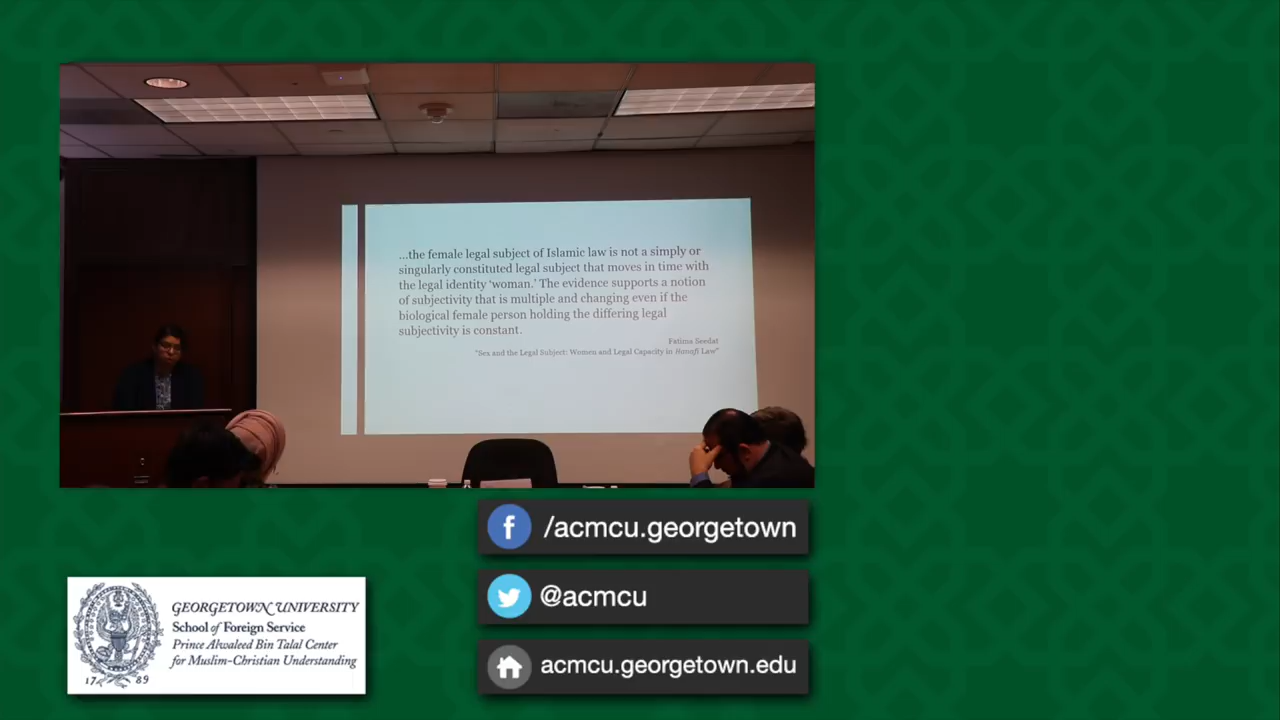 ...the female legal subject of Islamic law is not a simply or
singularly constituted legal subject that moves in time with
the legal identity ‘woman.’ The evidence supports a notion
of subjectivity that is multiple and changing even if the
biological female person holding the differing legal
subjectivity is constant.
Fatima Seedat
“Sex and the Legal Subject: Women and Legal Capacity in Hanafi Law”
/acmcu.georgetown
@acmcu
acmcu.georgetown.edu
GEORGETOWN UNIVERSITY
School of Foreign Service
Prince Alwaleed Bin Talal Center
for Muslim-Christian Understanding
17 89